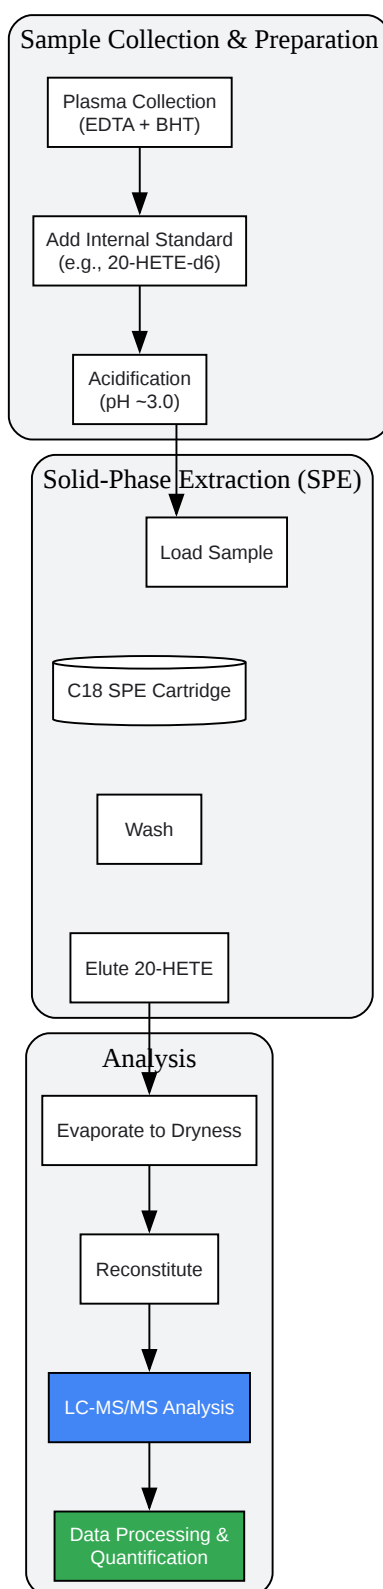 Sample Collection & Preparation
Plasma Collection
(EDTA + BHT)
Add Internal Standard
(e.g., 20-HETE-d6)
Acidification
(pH ~3.0)
Solid-Phase Extraction (SPE)
Load Sample
C18 SPE Cartridge
Wash
Elute 20-HETE
Analysis
Evaporate to Dryness
Reconstitute
LC-MS/MS Analysis
Data Processing &
Quantification